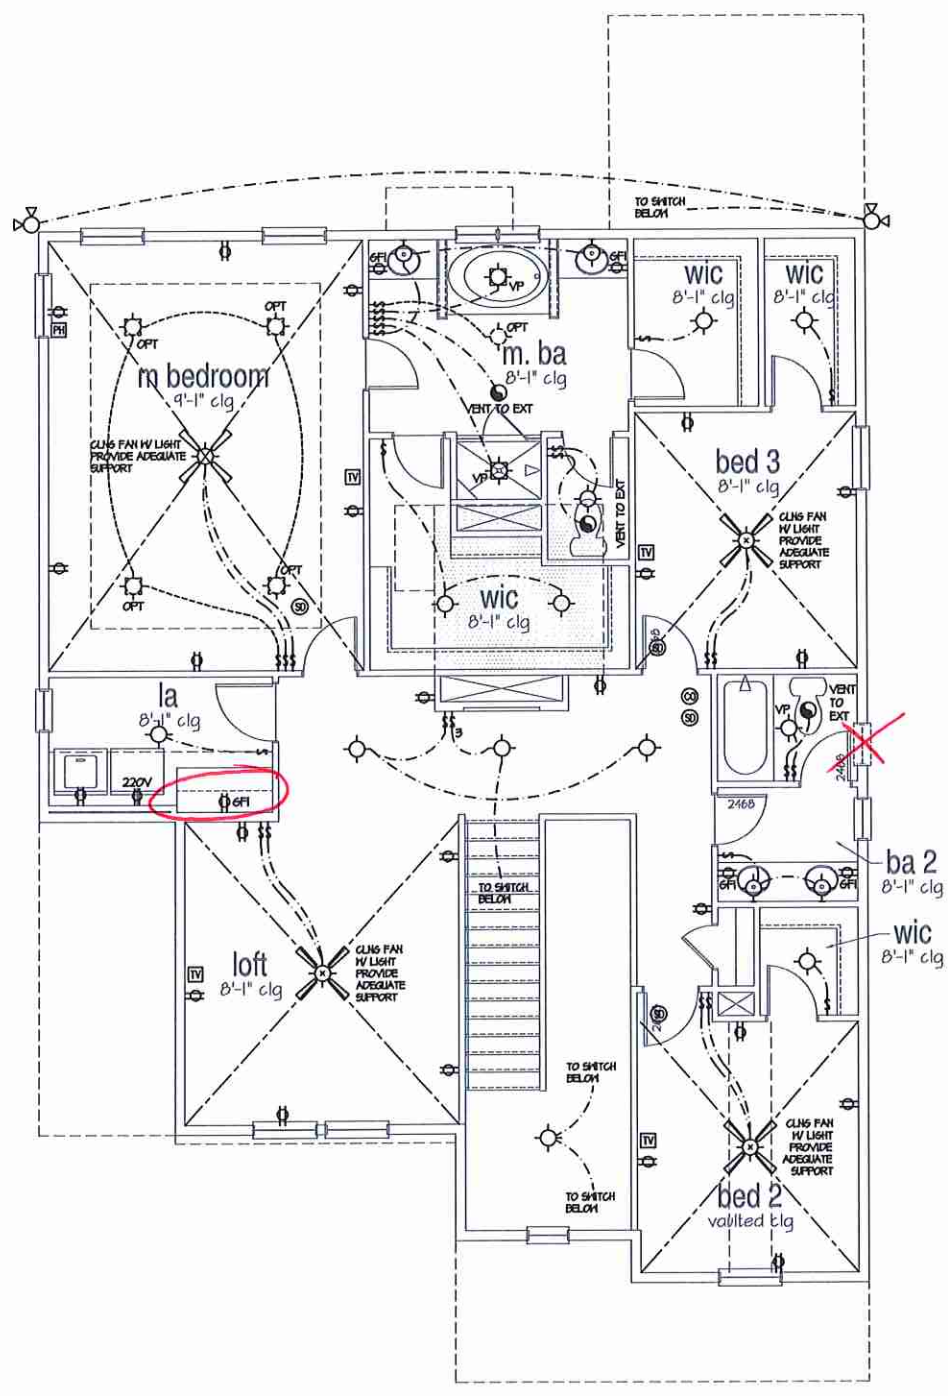 TO SWITCH
BELOW
GFI
GFI
VP
OPT
OPT
OPT
OPT
m. ba
8'-1" clg
wic
8'-1" clg
wic
8'-1" clg
PH
OPT
m bedroom
9'-1" clg
VENT TO EXT
CLNG FAN W/ LIGHT
PROVIDE ADEQUATE
SUPPORT
TV
VP
VENT TO EXT
bed 3
8'-1" clg
CLNG FAN
W/ LIGHT
PROVIDE
ADEQUATE
SUPPORT
TV
OPT
SD
wic
8'-1" clg
SD
la
8'-1" clg
220V
GFI
3
CO
SD
VP
VENT
TO
EXT
2468
2468
TO SWITCH
BELOW
GFI
GFI
ba 2
8'-1" clg
wic
8'-1" clg
loft
8'-1" clg
TV
CLNG FAN
W/ LIGHT
PROVIDE
ADEQUATE
SUPPORT
SD
TO SWITCH
BELOW
TO SWITCH
BELOW
TV
CLNG FAN
W/ LIGHT
PROVIDE
ADEQUATE
SUPPORT
bed 2
vaulted clg